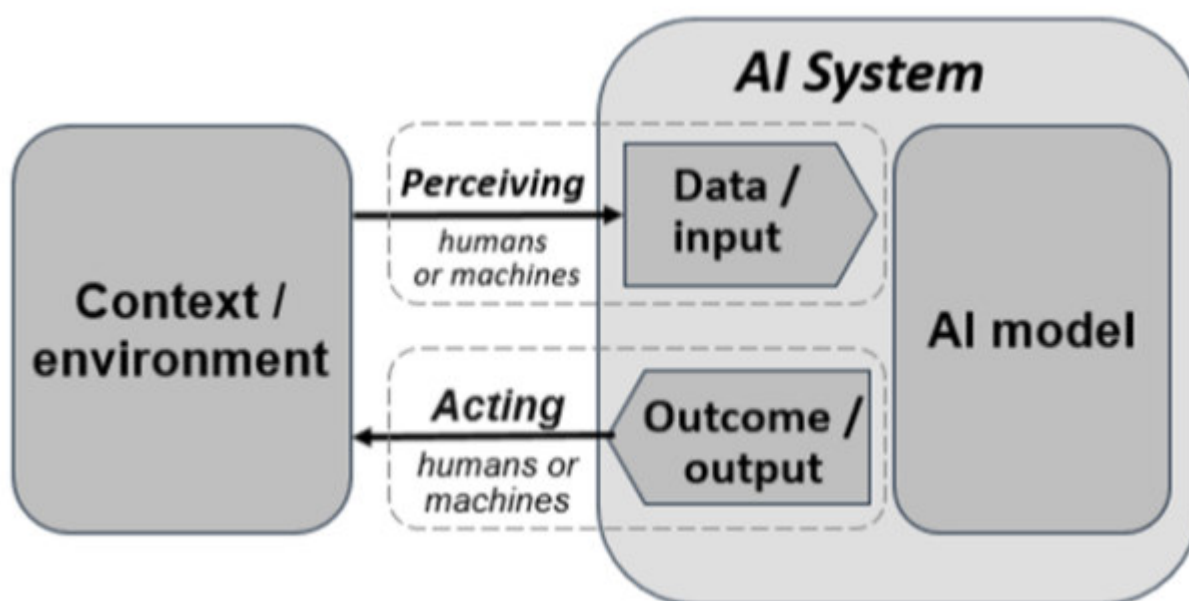 AI System
Perceiving
humans
or machines
Data /
input
Context /
environment
AI model
Acting
humans or
machines
Outcome /
output